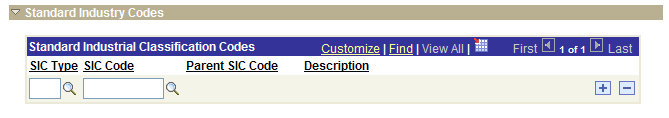 Standard Industry Codes
Standard Industrial Classification Codes Customize | Find | View All | First 1 of 1 Last
SIC Type SIC Code Parent SIC Code Description